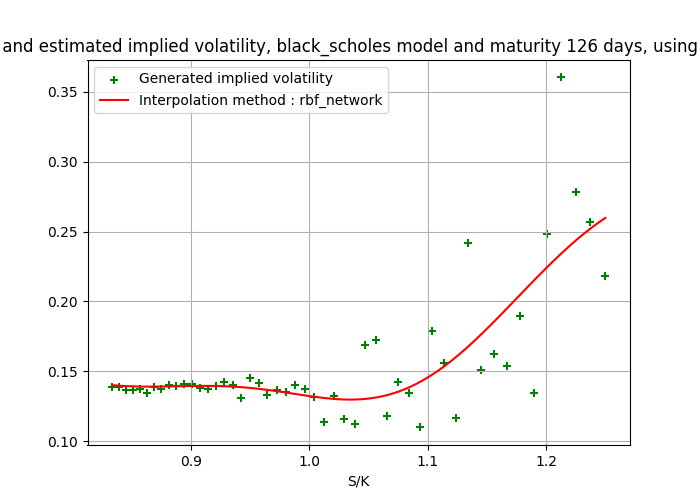 and estimated implied volatility, black_scholes model and maturity 126 days, using
Generated implied volatility
Interpolation method : rbf_network
0.35
0.30
0.25
0.20
0.15
0.10
0.9 1.0 1.1 1.2
S/K